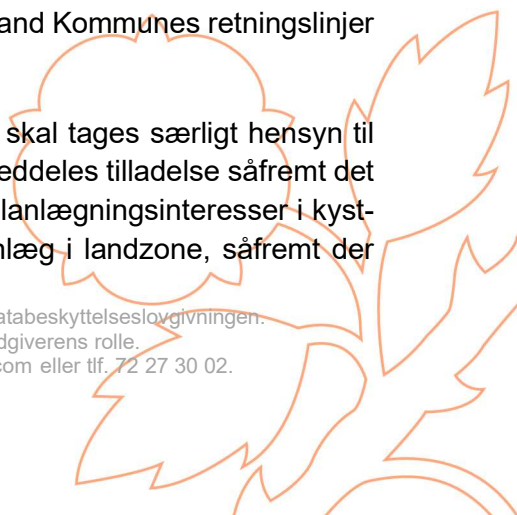 and Kommunes retningslinjer
skal tages særligt hensyn til
eddeles tilladelse såfremt det
lanlægningsinteresser i kyst-
nlæg i landzone, såfremt der
atabeskyttelseslovgivningen.
dgiverens rolle.
com eller tlf. 72 27 30 02.